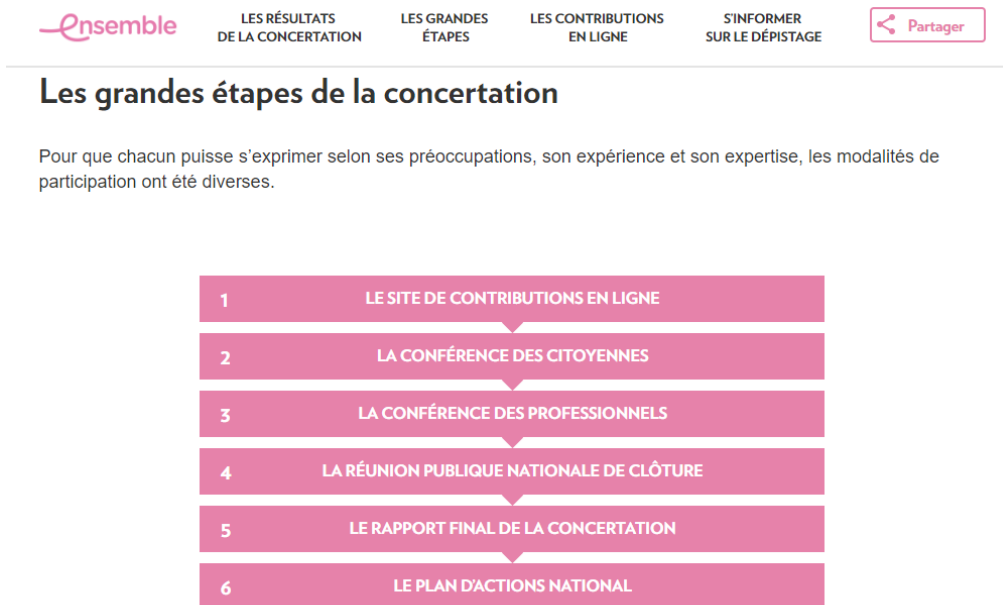 ensemble
LES RÉSULTATS
DE LA CONCERTATION
LES GRANDES
ÉTAPES
LES CONTRIBUTIONS
EN LIGNE
S'INFORMER
SUR LE DÉPISTAGE
Partager
Les grandes étapes de la concertation
Pour que chacun puisse s'exprimer selon ses préoccupations, son expérience et son expertise, les modalités de
participation ont été diverses.
1 LE SITE DE CONTRIBUTIONS EN LIGNE
2 LA CONFÉRENCE DES CITOYENNES
3 LA CONFÉRENCE DES PROFESSIONNELS
4 LA RÉUNION PUBLIQUE NATIONALE DE CLÔTURE
5 LE RAPPORT FINAL DE LA CONCERTATION
6 LE PLAN D'ACTIONS NATIONAL